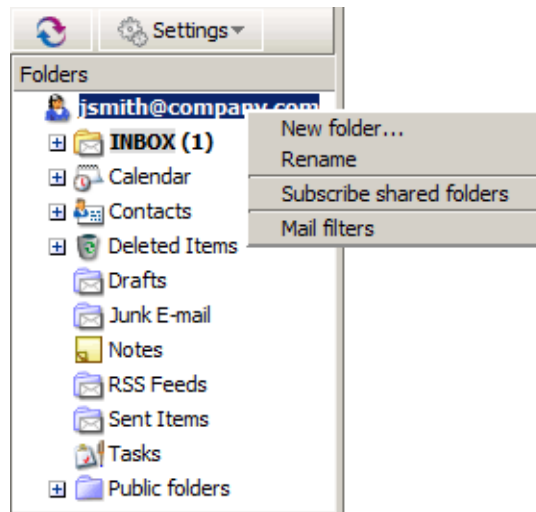 Settings
Folders
jsmith@company.com
INBOX (1)
New folder...
Rename
Calendar
Subscribe shared folders
Contacts
Mail filters
Deleted Items
Drafts
Junk E-mail
Notes
RSS Feeds
Sent Items
Tasks
Public folders